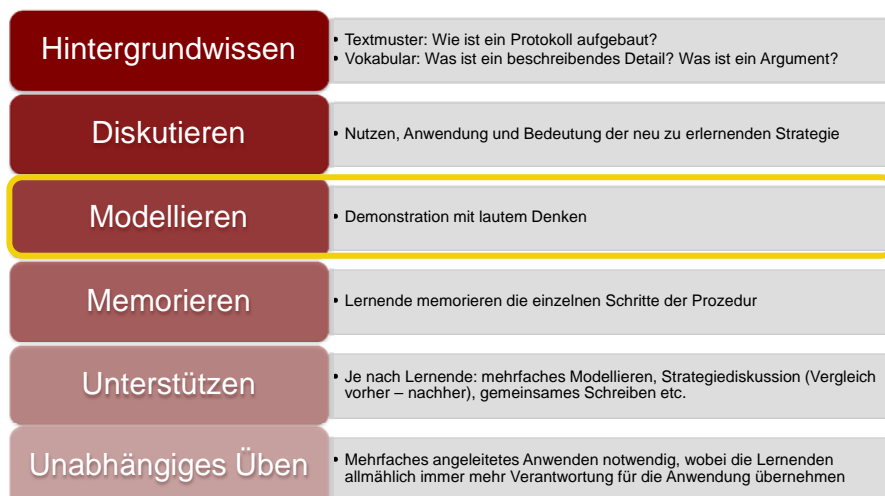 Hintergrundwissen
• Textmuster: Wie ist ein Protokoll aufgebaut?
• Vokabular: Was ist ein beschreibendes Detail? Was ist ein Argument?
Diskutieren
• Nutzen, Anwendung und Bedeutung der neu zu erlernenden Strategie
Modellieren
• Demonstration mit lautem Denken
Memorieren
• Lernende memorieren die einzelnen Schritte der Prozedur
Unterstützen
• Je nach Lernende: mehrfaches Modellieren, Strategiediskussion (Vergleich
vorher – nachher), gemeinsames Schreiben etc.
Unabhängiges Üben
• Mehrfaches angeleitetes Anwenden notwendig, wobei die Lernenden
allmählich immer mehr Verantwortung für die Anwendung übernehmen